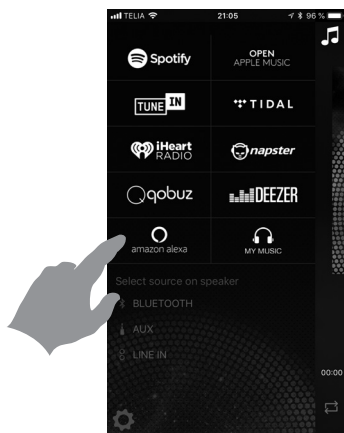 TELIA 21:05 96 %
Spotify OPEN
APPLE MUSIC
TUNE IN TIDAL
iHeart
RADIO napster
qobuz DEEZER
amazon alexa MY MUSIC
Select source on speaker
BLUETOOTH
AUX
LINE IN
00:00